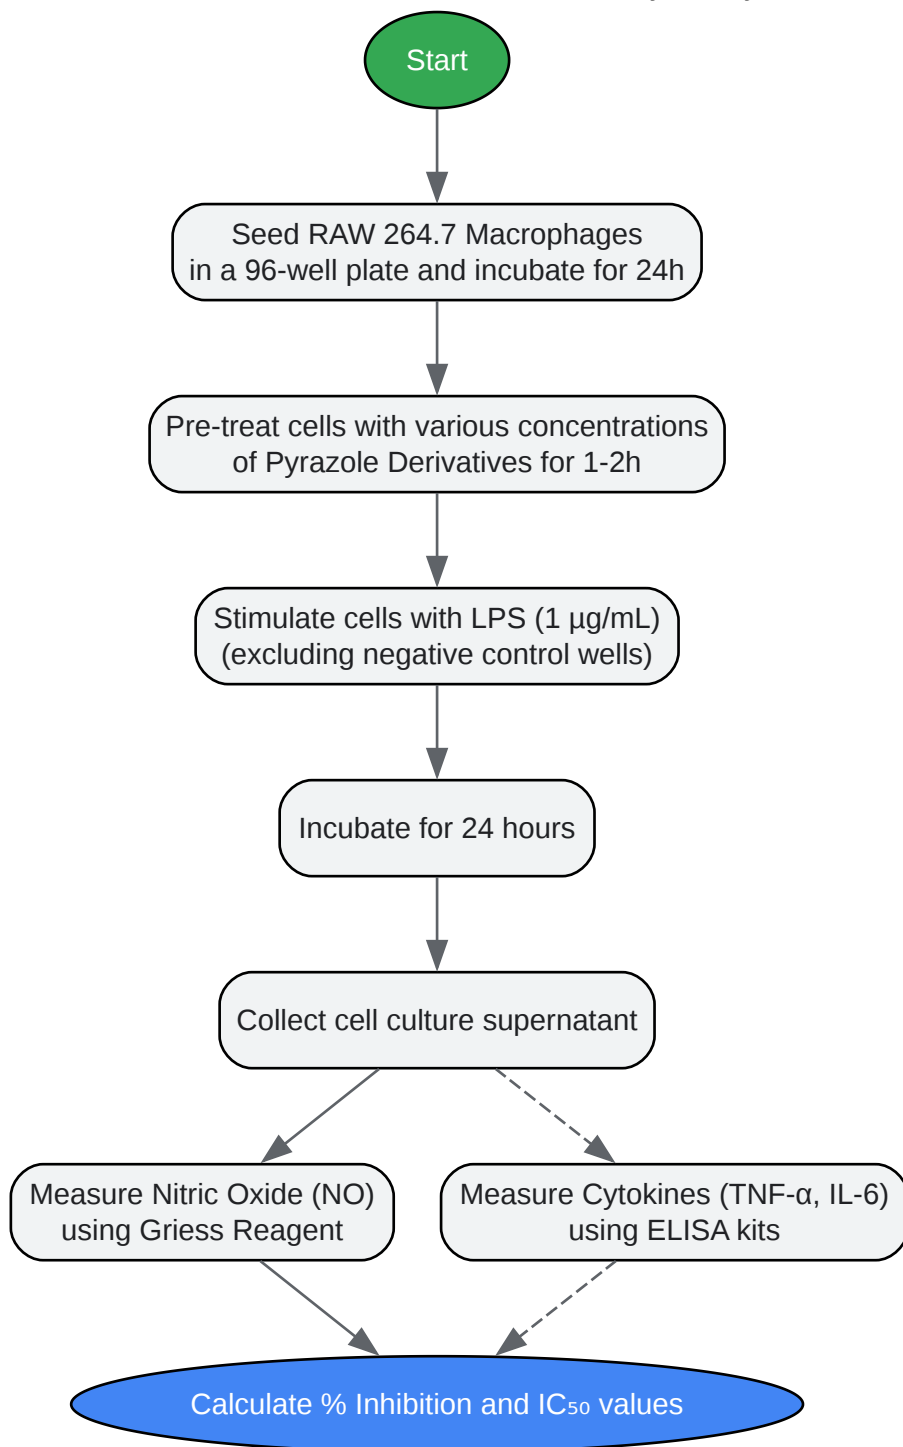 Start
Seed RAW 264.7 Macrophages
in a 96-well plate and incubate for 24h
Pre-treat cells with various concentrations
of Pyrazole Derivatives for 1-2h
Stimulate cells with LPS (1 µg/mL)
(excluding negative control wells)
Incubate for 24 hours
Collect cell culture supernatant
Measure Nitric Oxide (NO)
using Griess Reagent
Measure Cytokines (TNF-α, IL-6)
using ELISA kits
Calculate % Inhibition and IC₅₀ values